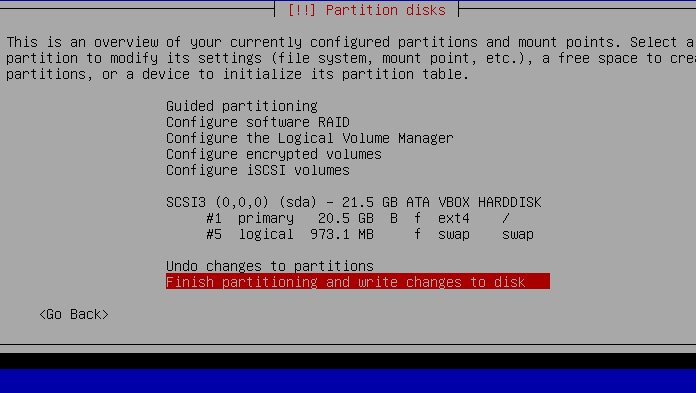 [!!] Partition disks
This is an overview of your currently configured partitions and mount points. Select a
partition to modify its settings (file system, mount point, etc.), a free space to
partitions, or a device to initialize its partition table.
Guided partitioning
Configure software RAID
Configure the Logical Volume Manager
Configure encrypted volumes
Configure iSCSI volumes
SCSI3 (0,0,0) (sda) - 21.5 GB ATA VBOX HARDDISK
#1 primary 20.5 GB B f ext4 /
#5 logical 973.1 MB f swap swap
Undo changes to partitions
Finish partitioning and write changes to disk
<Go Back>